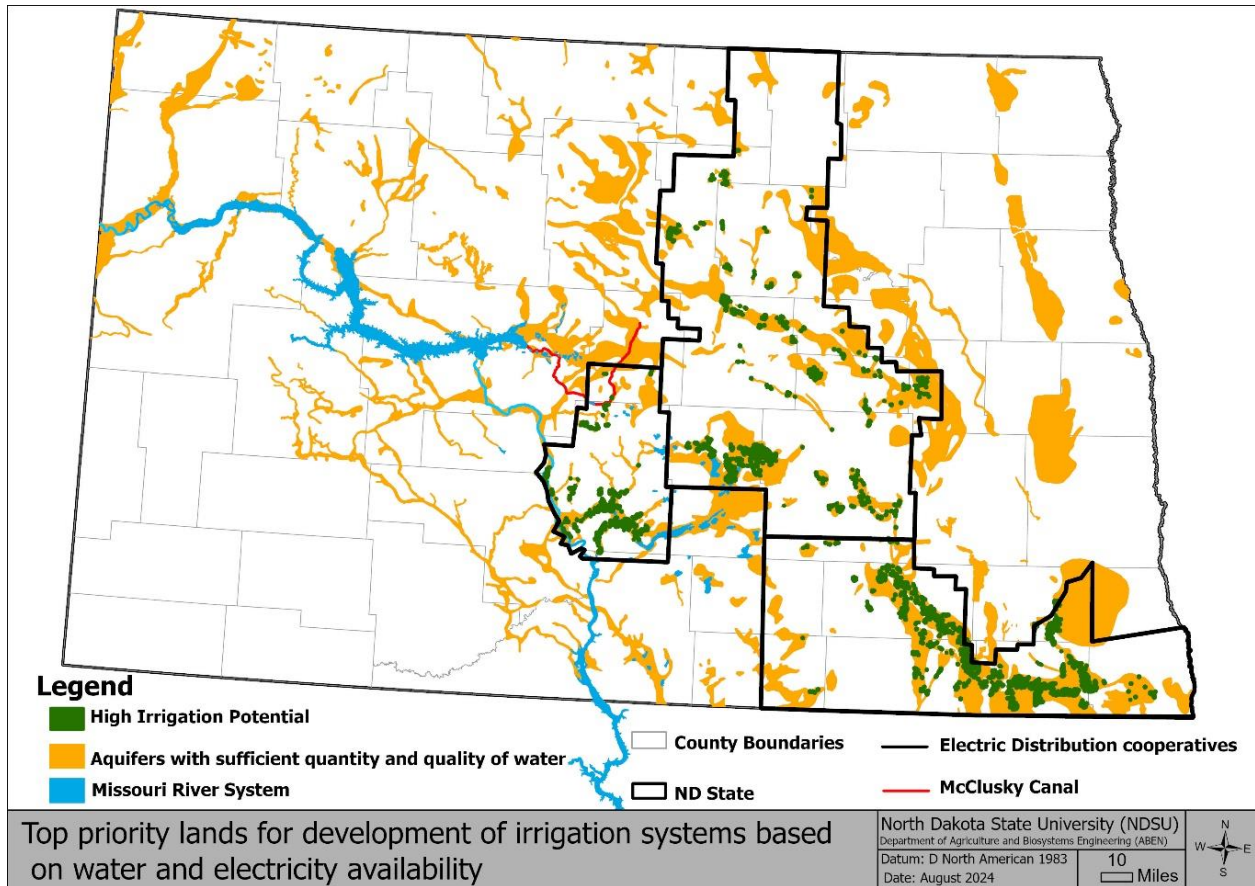 Legend
High Irrigation Potential
Aquifers with sufficient quantity and quality of water
Missouri River System
County Boundaries
ND State
Electric Distribution cooperatives
McClusky Canal
Top priority lands for development of irrigation systems based
on water and electricity availability
North Dakota State University (NDSU)
Department of Agriculture and Biosystems Engineering (ABEN)
Datum: D North American 1983
Date: August 2024
10
Miles
N
W
E
S